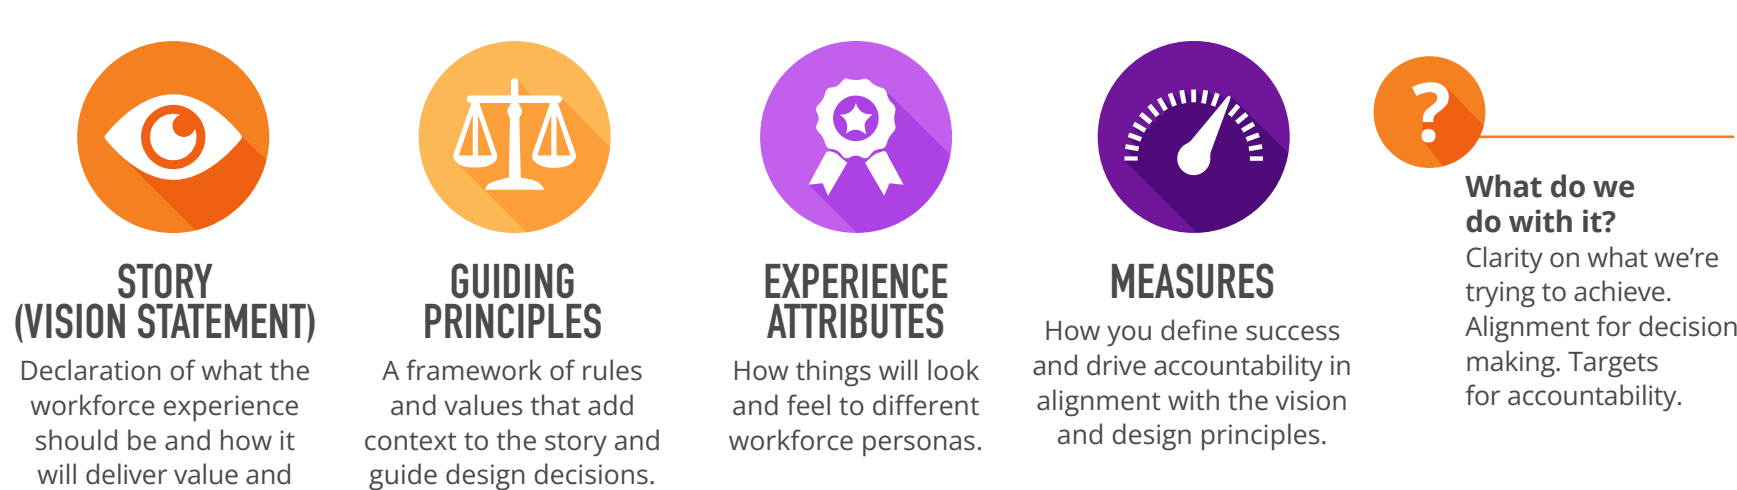 STORY
(VISION STATEMENT)
Declaration of what the
workforce experience
should be and how it
will deliver value and
GUIDING
PRINCIPLES
A framework of rules
and values that add
context to the story and
guide design decisions.
EXPERIENCE
ATTRIBUTES
How things will look
and feel to different
workforce personas.
MEASURES
How you define success
and drive accountability in
alignment with the vision
and design principles.
?
What do we
do with it?
Clarity on what we’re
trying to achieve.
Alignment for decision
making. Targets
for accountability.